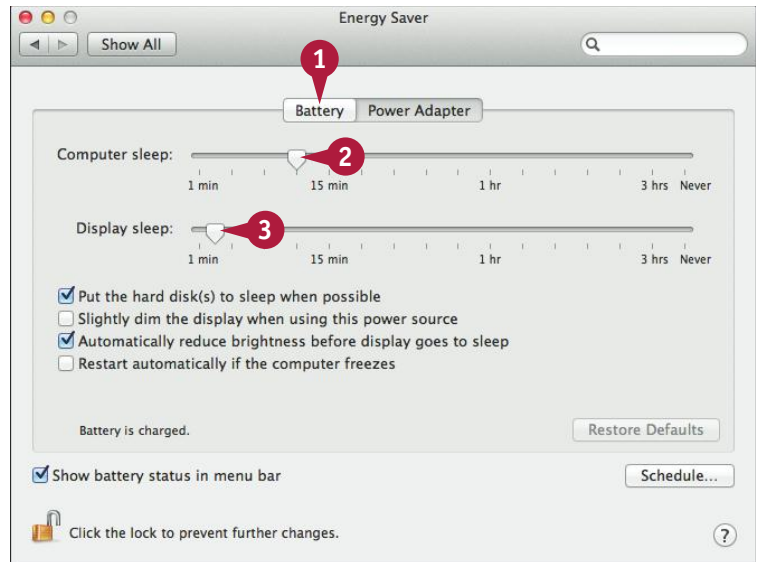 Energy Saver
Show All
1
Battery Power Adapter
Computer sleep:
2
1 min 15 min 1 hr 3 hrs Never
Display sleep:
3
1 min 15 min 1 hr 3 hrs Never
Put the hard disk(s) to sleep when possible
Slightly dim the display when using this power source
Automatically reduce brightness before display goes to sleep
Restart automatically if the computer freezes
Battery is charged.
Restore Defaults
Show battery status in menu bar
Schedule...
Click the lock to prevent further changes.
?